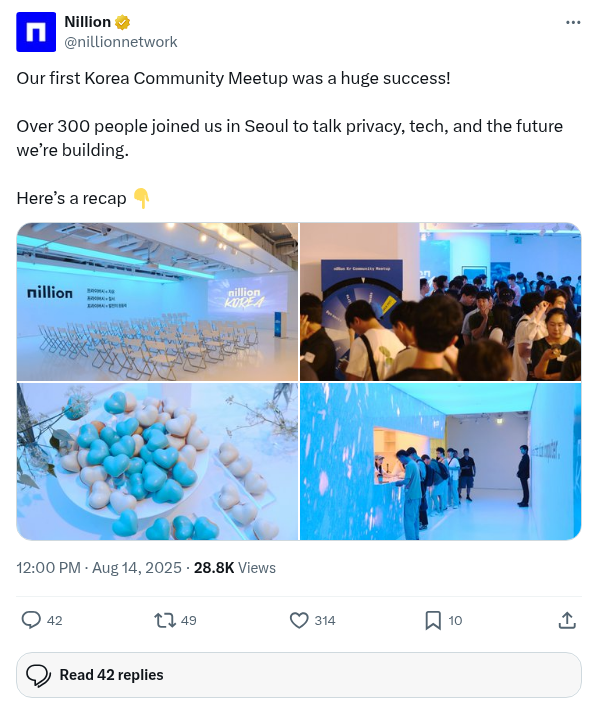 Nillion
@nillionnetwork
Our first Korea Community Meetup was a huge success!
Over 300 people joined us in Seoul to talk privacy, tech, and the future
we’re building.
Here’s a recap 👇
nillion
nillion
KOREA
nillion Kr Community Meetup
12:00 PM · Aug 14, 2025 · 28.8K Views
42
49
314
10
Read 42 replies